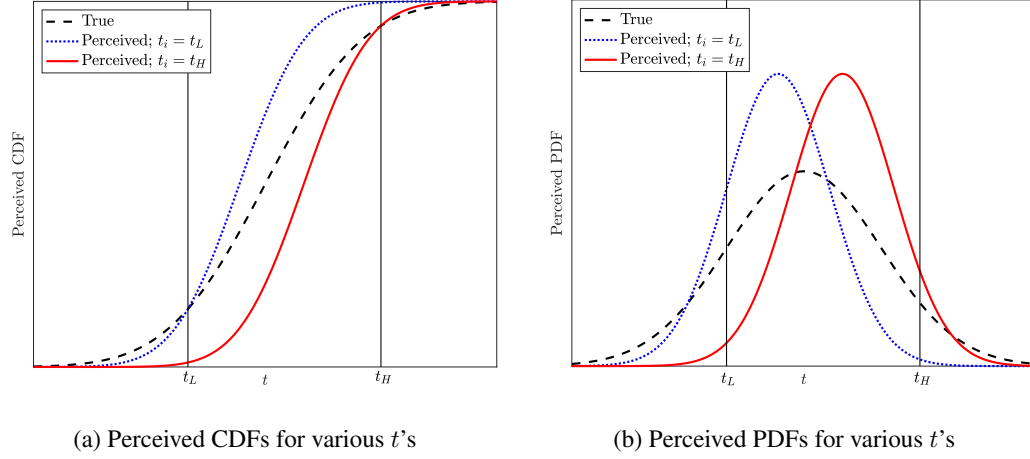 True
Perceived; $t_i = t_L$
Perceived; $t_i = t_H$
Perceived CDF
$t_L$ $t$ $t_H$
(a) Perceived CDFs for various $t$'s
True
Perceived; $t_i = t_L$
Perceived; $t_i = t_H$
Perceived PDF
$t_L$ $t$ $t_H$
(b) Perceived PDFs for various $t$'s